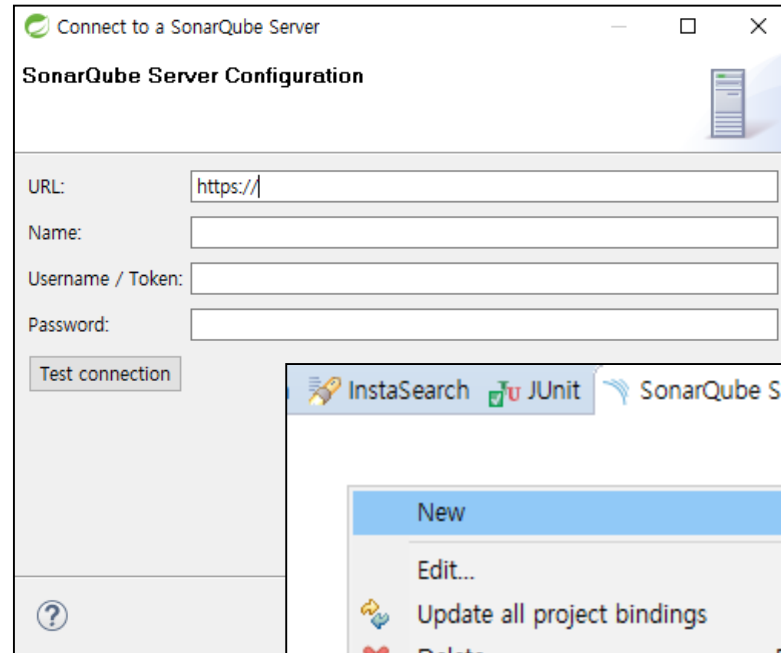 Connect to a SonarQube Server
SonarQube Server Configuration
URL:
https://
Name:
Username / Token:
Password:
Test connection
InstaSearch JUnit SonarQube S
New
Edit...
Update all project bindings